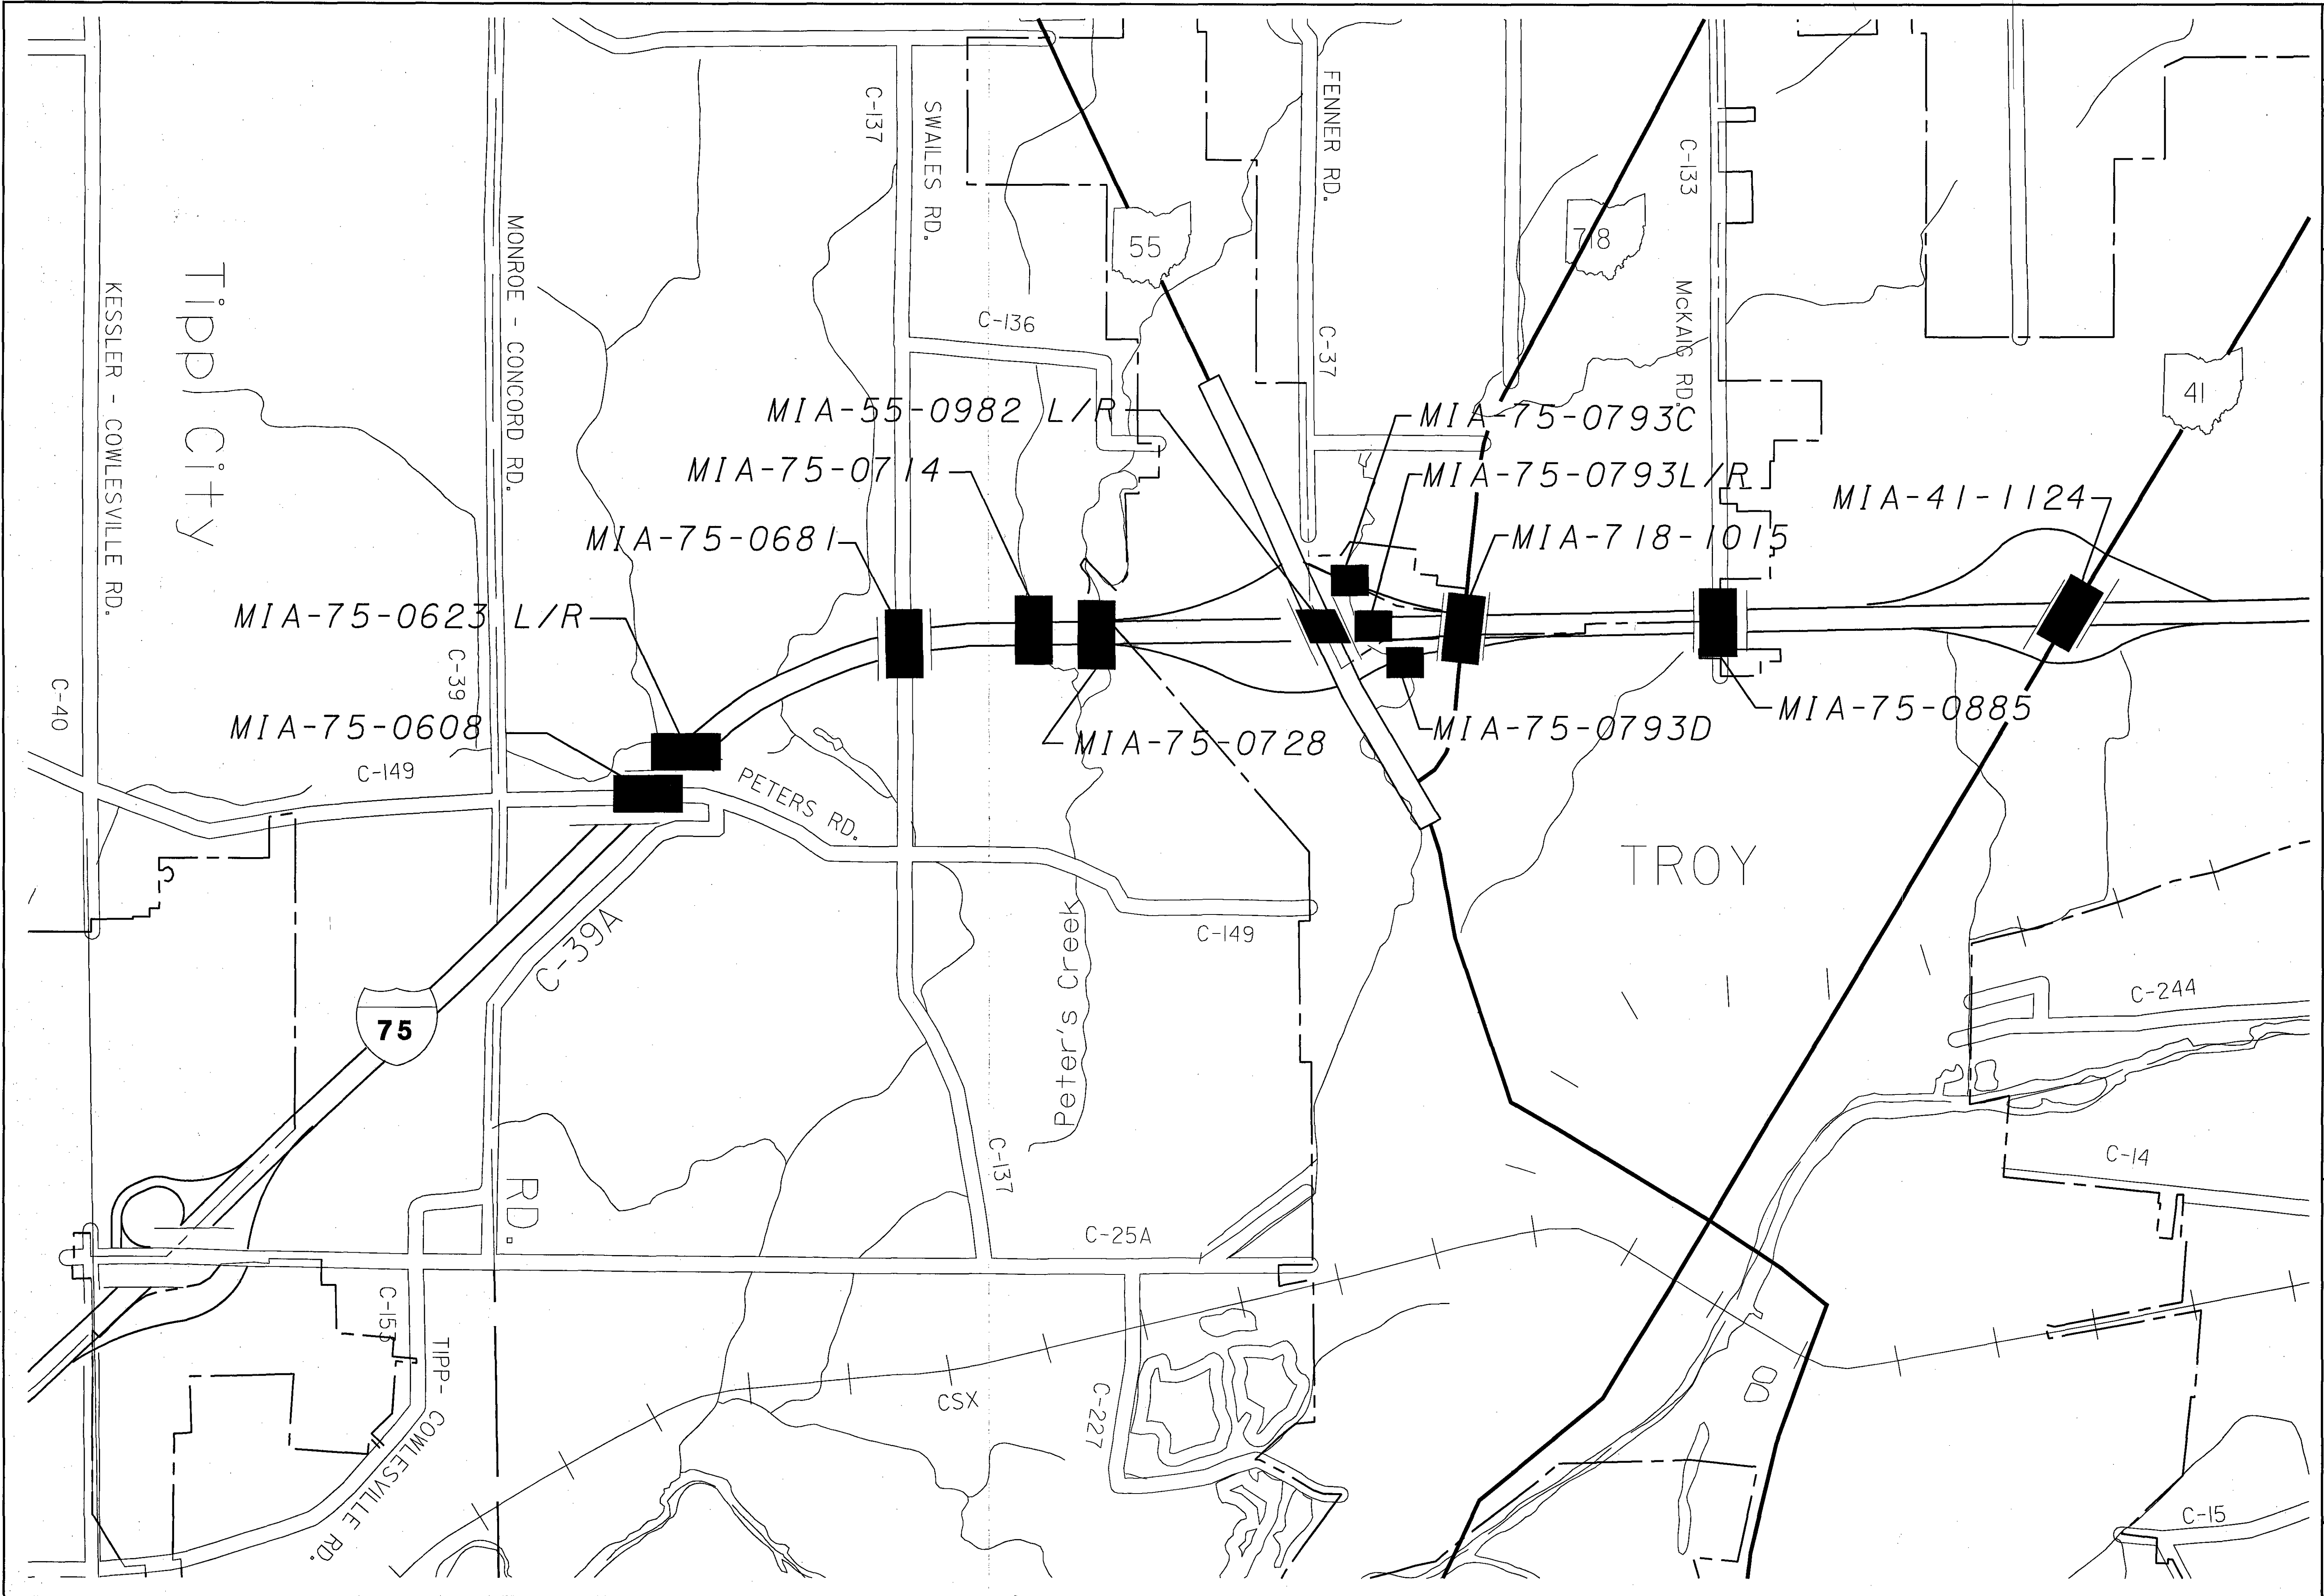 C-137
SWAILES RD.
FENNER RD.
C-133
55
718
41
MONROE - CONCORD RD.
Tipp City
KESSLER - COWLESVILLE RD.
C-136
C-37
McKAIG RD.
MIA-55-0982 L/R
MIA-75-0793C
MIA-75-0714
MIA-75-0793L/R
MIA-41-1124
MIA-75-0681
MIA-718-1015
MIA-75-0623 L/R
C-39
C-40
MIA-75-0608
MIA-75-0728
MIA-75-0793D
MIA-75-0885
C-149
PETERS RD.
TROY
C-39A
Peter's Creek
C-149
C-244
75
C-137
C-14
RD.
C-25A
C-153
TIPP- COWLESVILLE RD.
CSX
C-227
C-15